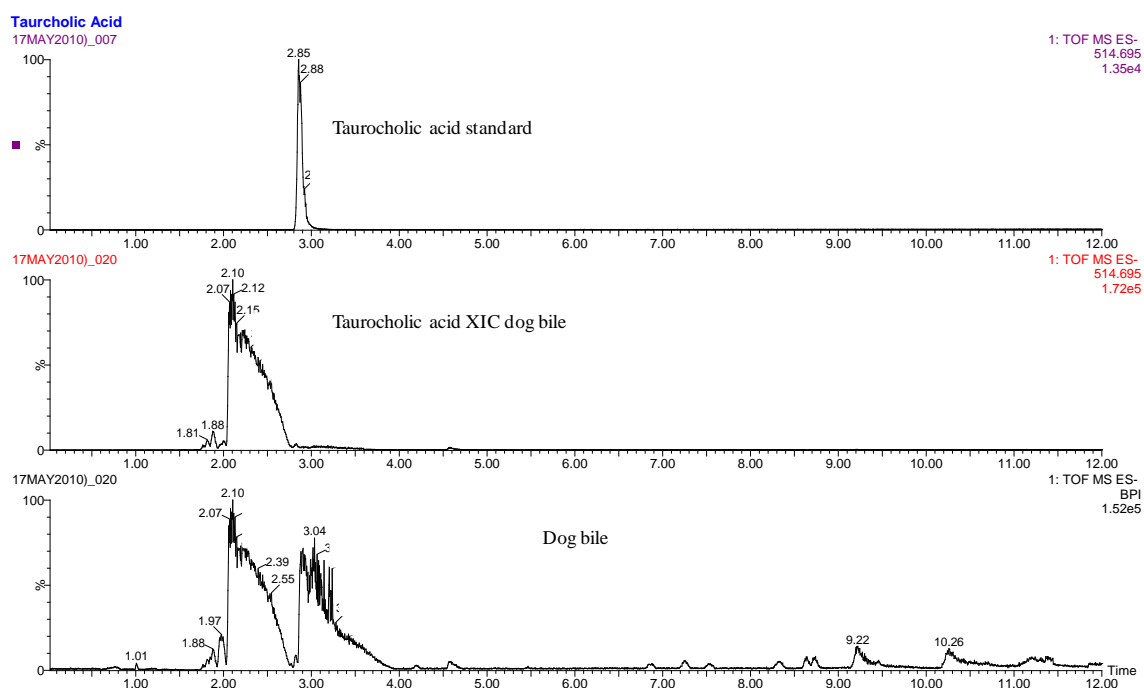 Taurcholic Acid
17MAY2010)_007
1: TOF MS ES-
514.695
1.35e4
100
%
0
2.85
2.88
2
Taurocholic acid standard
1.00 2.00 3.00 4.00 5.00 6.00 7.00 8.00 9.00 10.00 11.00 12.00
17MAY2010)_020
1: TOF MS ES-
514.695
1.72e5
100
%
0
2.10
2.07 2.12
2.15
1.81 1.88
Taurocholic acid XIC dog bile
1.00 2.00 3.00 4.00 5.00 6.00 7.00 8.00 9.00 10.00 11.00 12.00
17MAY2010)_020
1: TOF MS ES-
BPI
1.52e5
100
%
0
2.10
2.07
2.39
2.55
1.97
1.88
1.01
3.04
3
Dog bile
9.22
10.26
Time
1.00 2.00 3.00 4.00 5.00 6.00 7.00 8.00 9.00 10.00 11.00 12.00